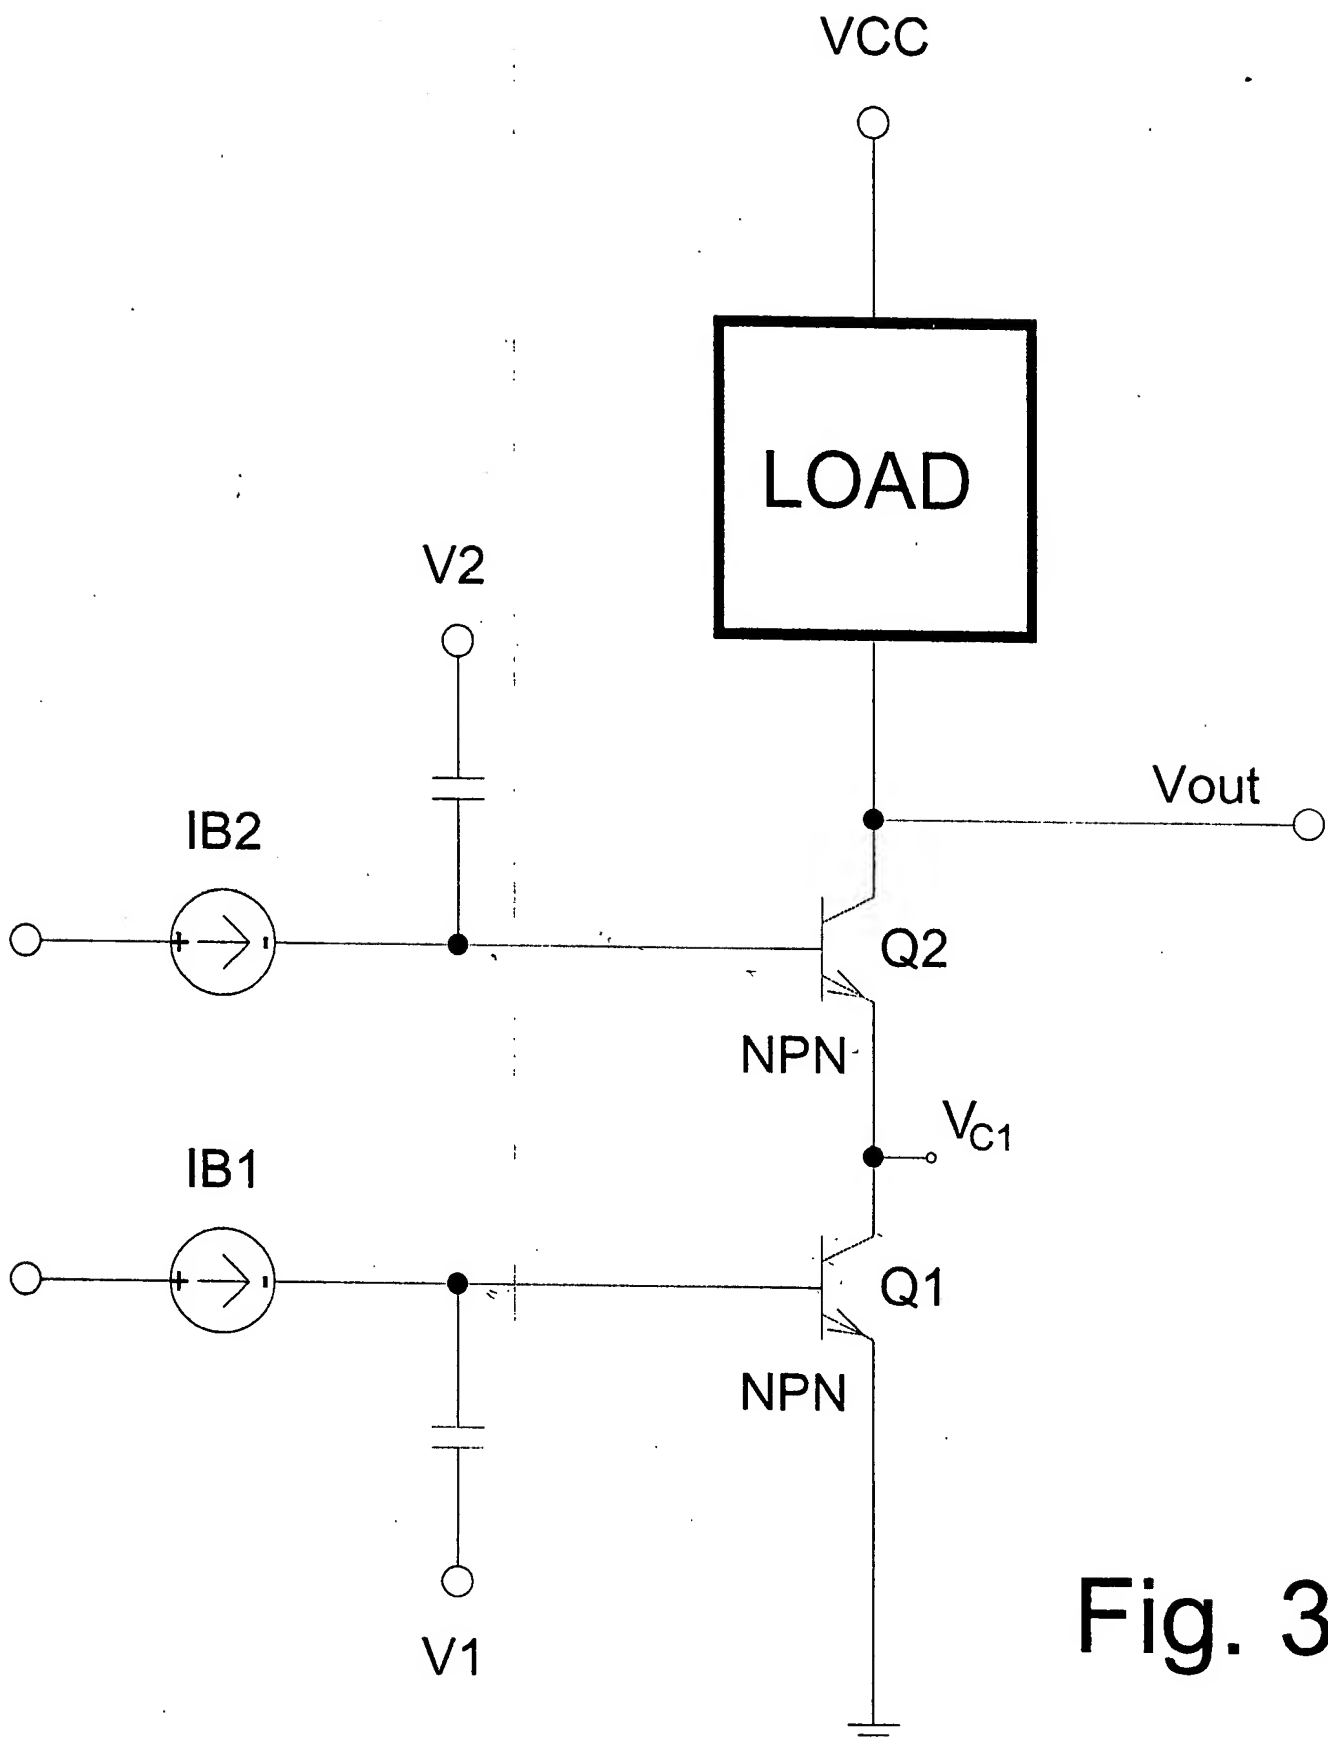 VCC
LOAD
V2
Vout
IB2
+ -
Q2
NPN
VC1
IB1
+ -
Q1
NPN
V1
Fig. 3